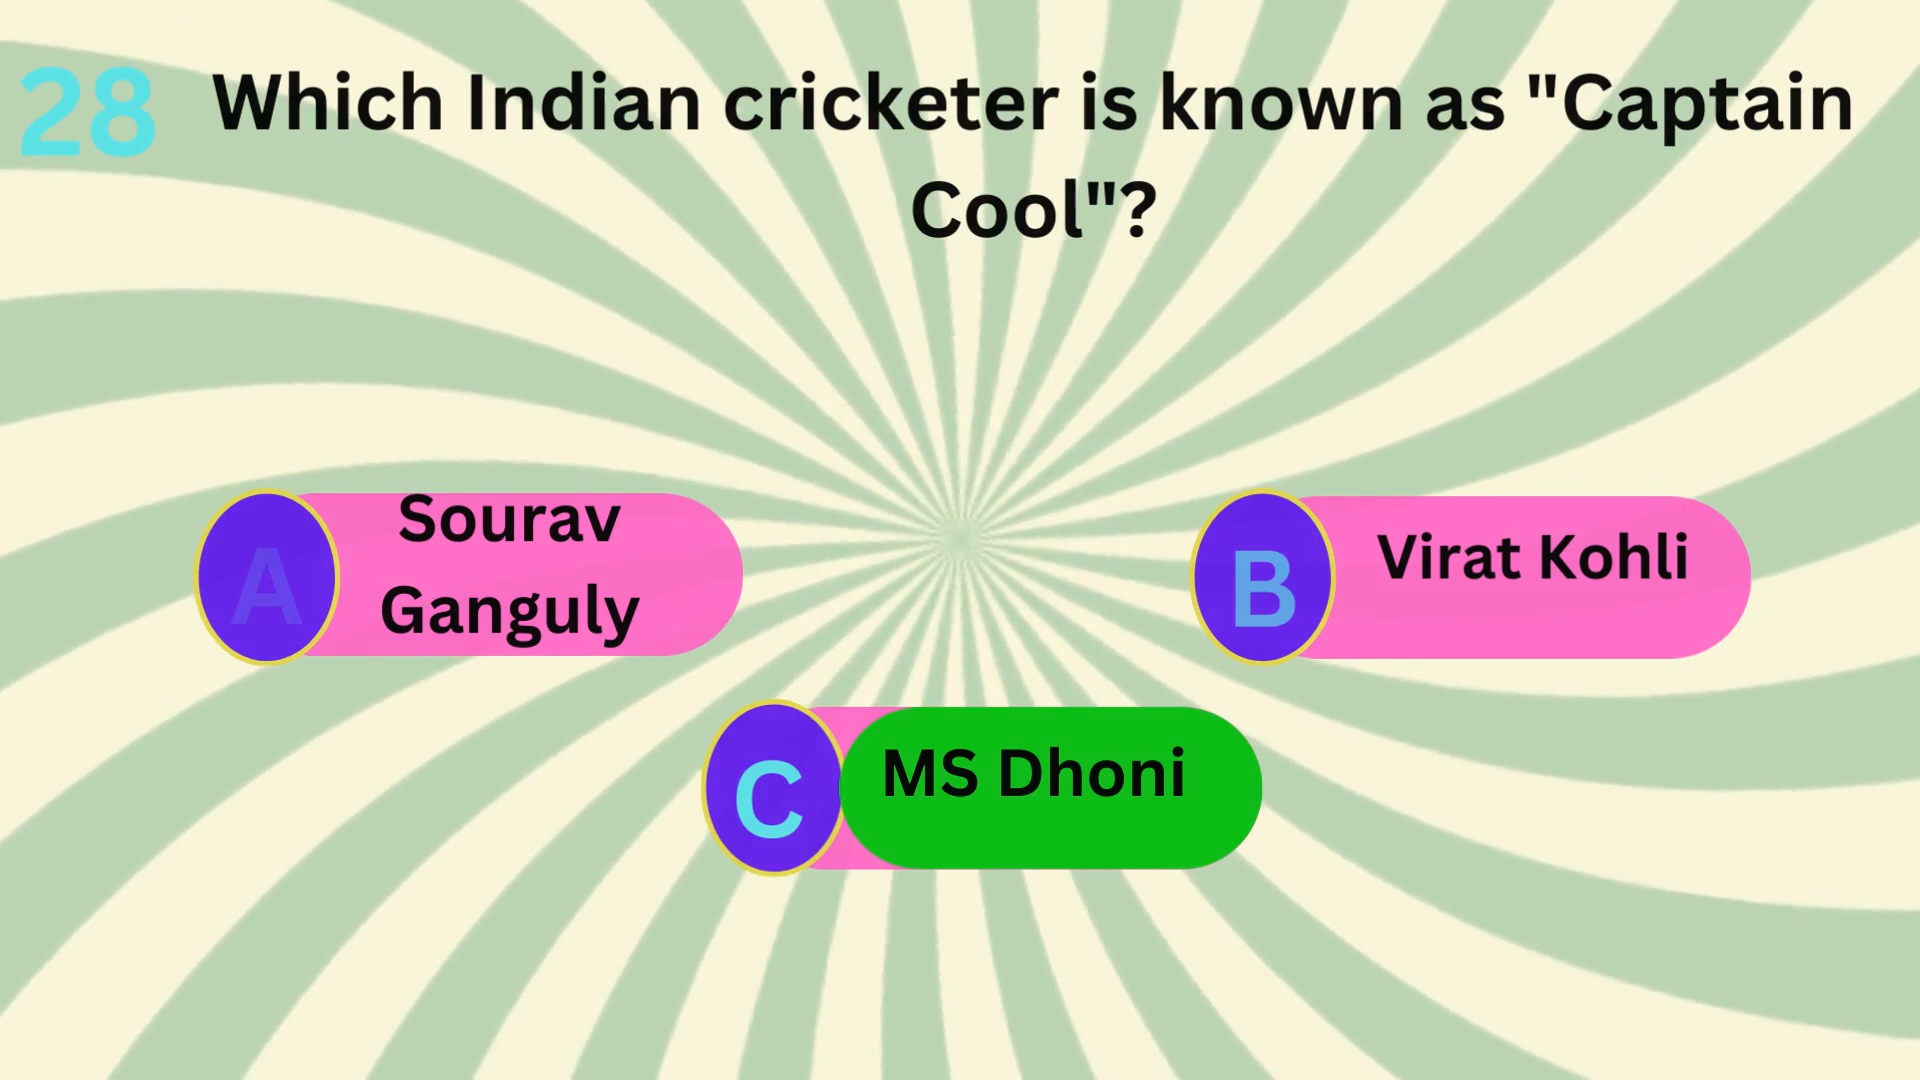 28
Which Indian cricketer is known as "Captain
Cool"?
A
Sourav
Ganguly
B
Virat Kohli
C
MS Dhoni